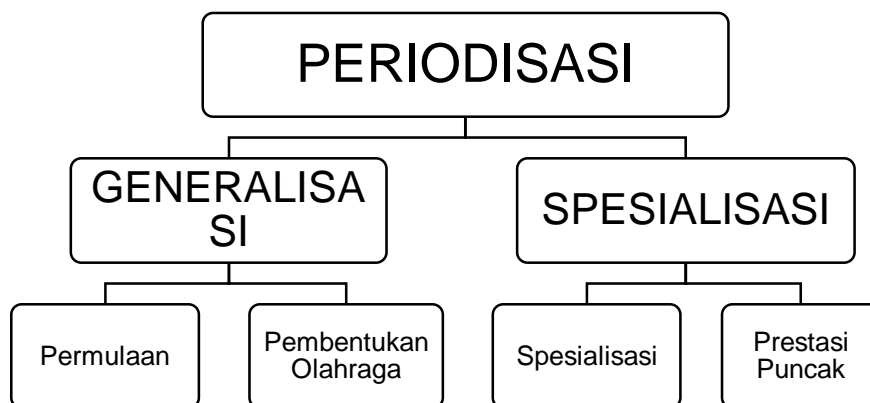 PERIODISASI
GENERALISA
SI
SPESIALISASI
Permulaan
Pembentukan
Olahraga
Spesialisasi
Prestasi
Puncak